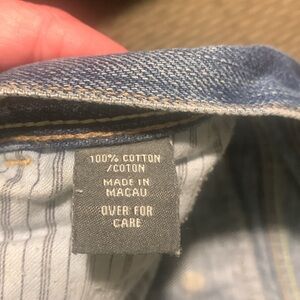 100% COTTON
/COTON
MADE IN
MACAU
OVER FOR
CARE